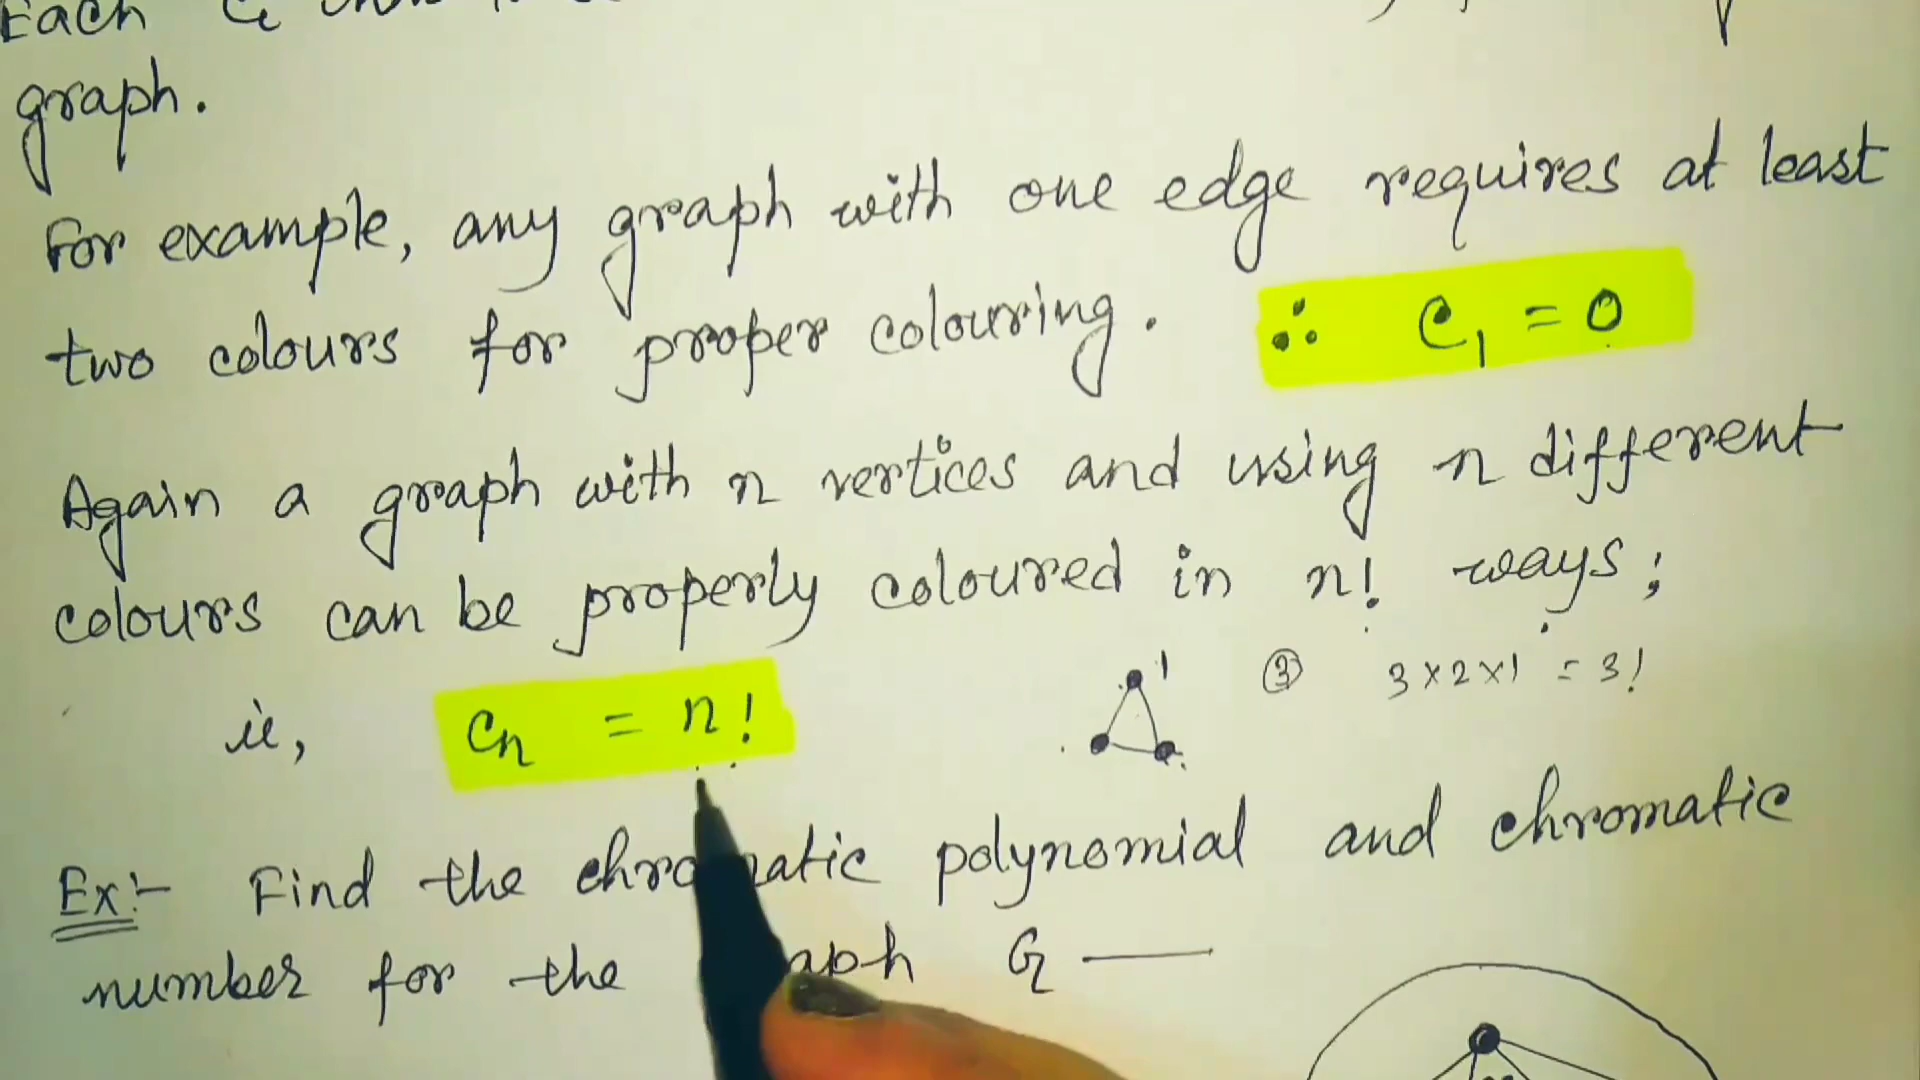 Each
graph.
For example, any graph with one edge requires at least
two colours for proper colouring. ∴ C₁ = 0
Again a graph with n vertices and using n different
colours can be properly coloured in n! ways;
1 ③ 3×2×1 = 3!
ie, Cn = n!
Ex:- Find the polynomial and chromatic
number for the G —